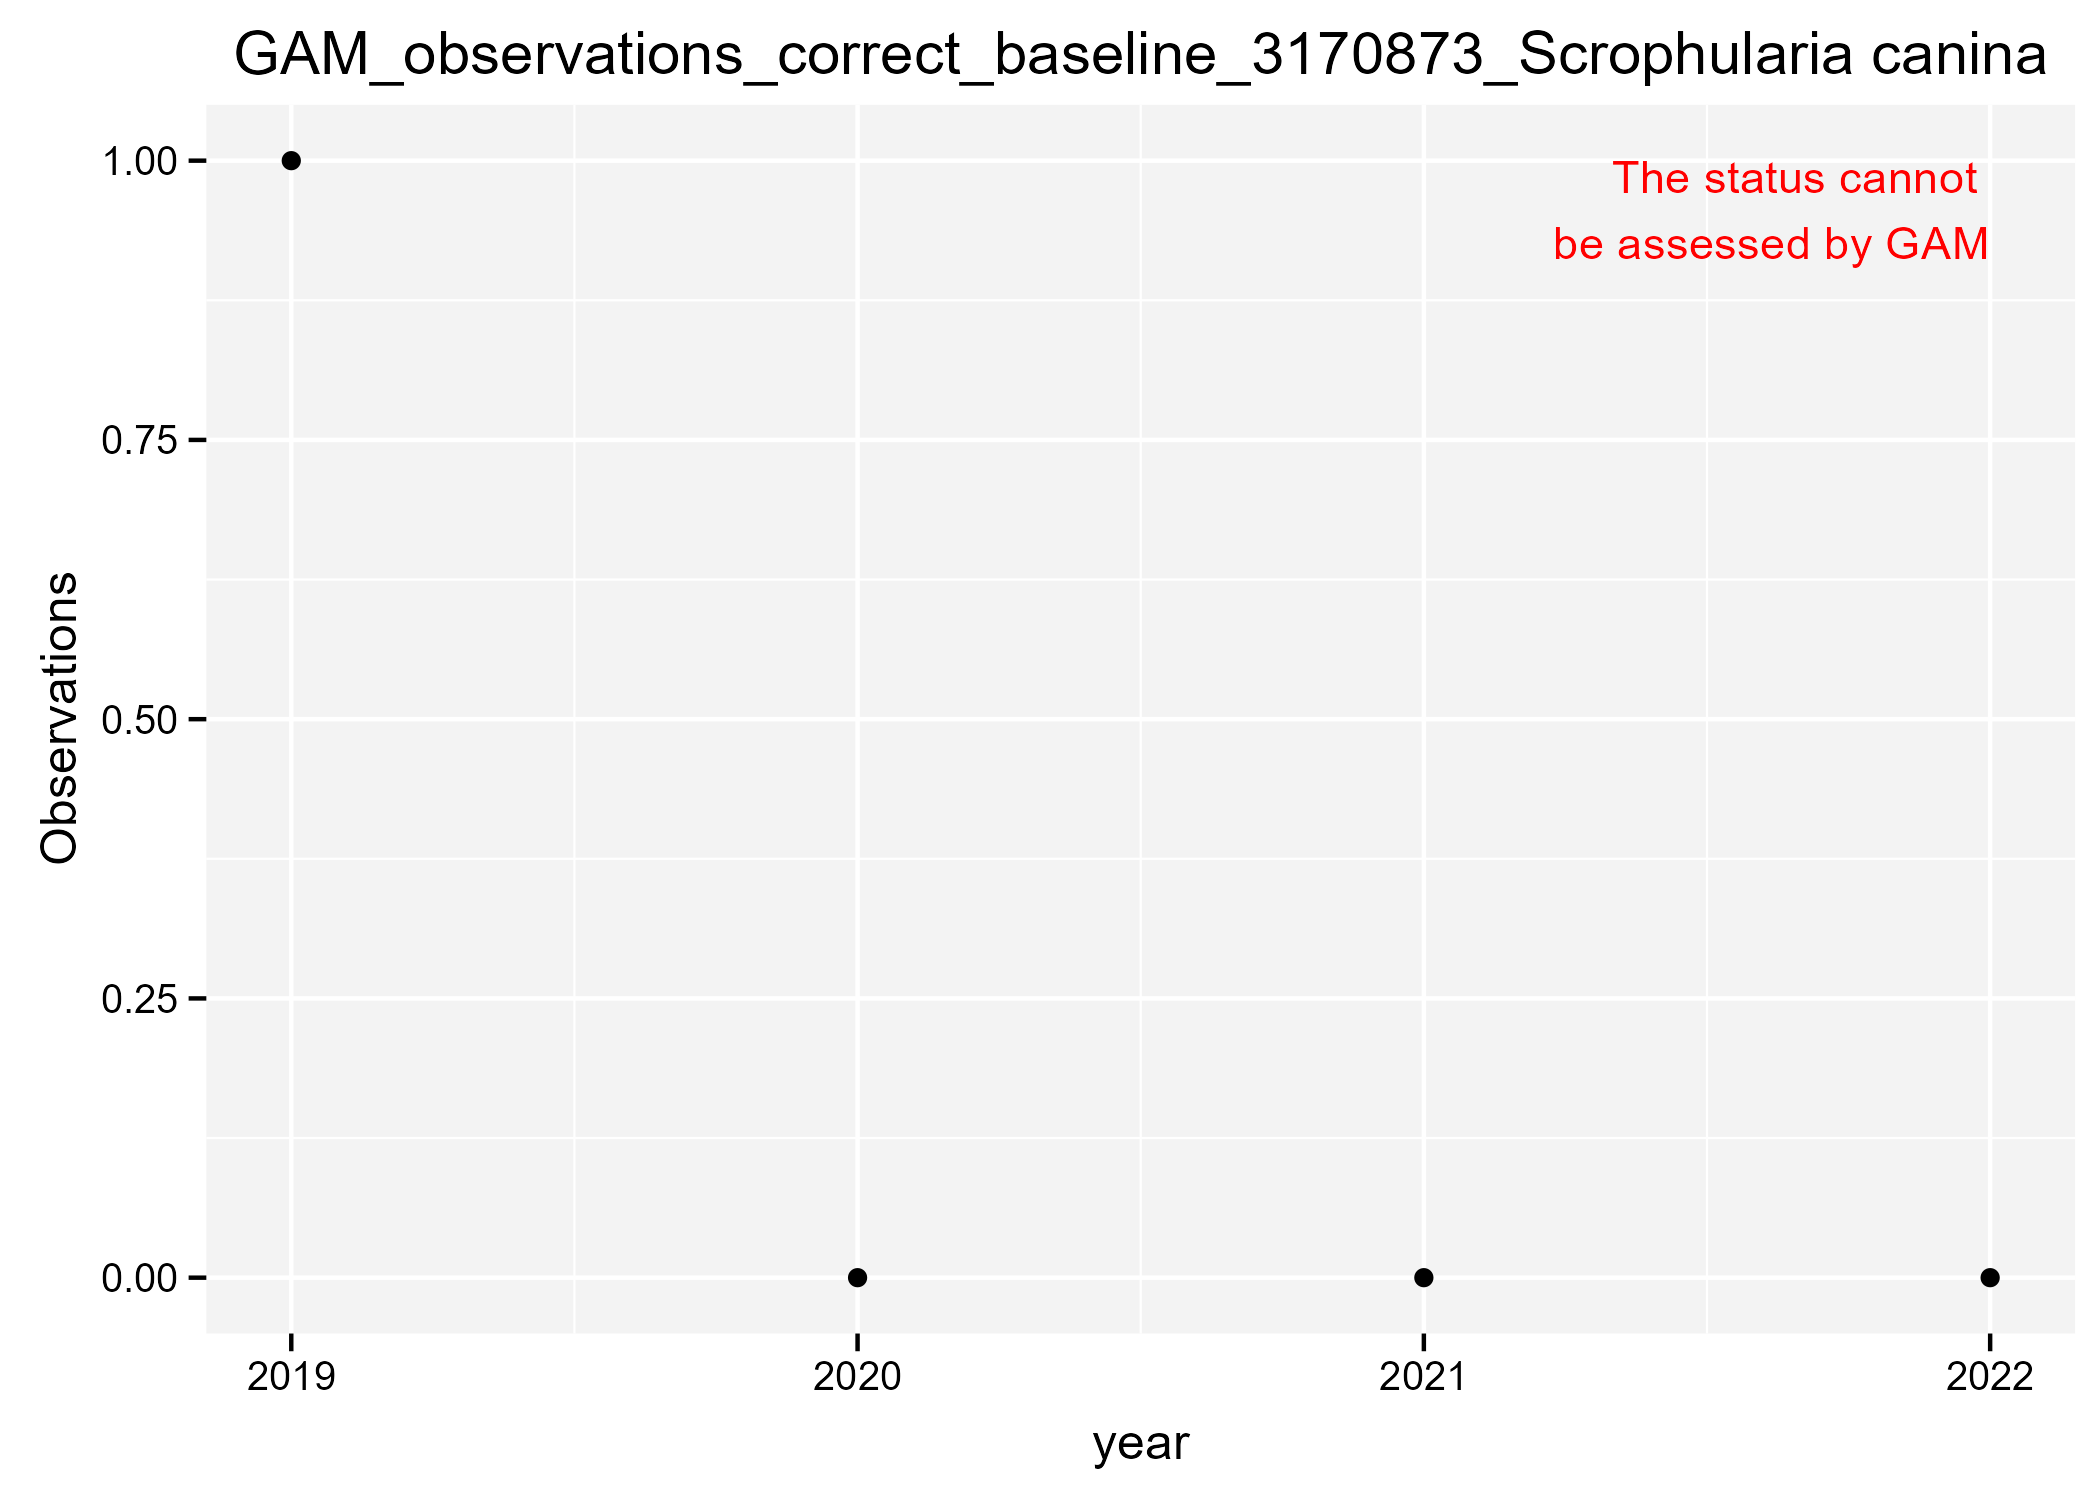 GAM_observations_correct_baseline_3170873_Scrophularia canina
1.00
The status cannot
be assessed by GAM
0.75
0.50
0.25
0.00
Observations
2019
2020
2021
2022
year